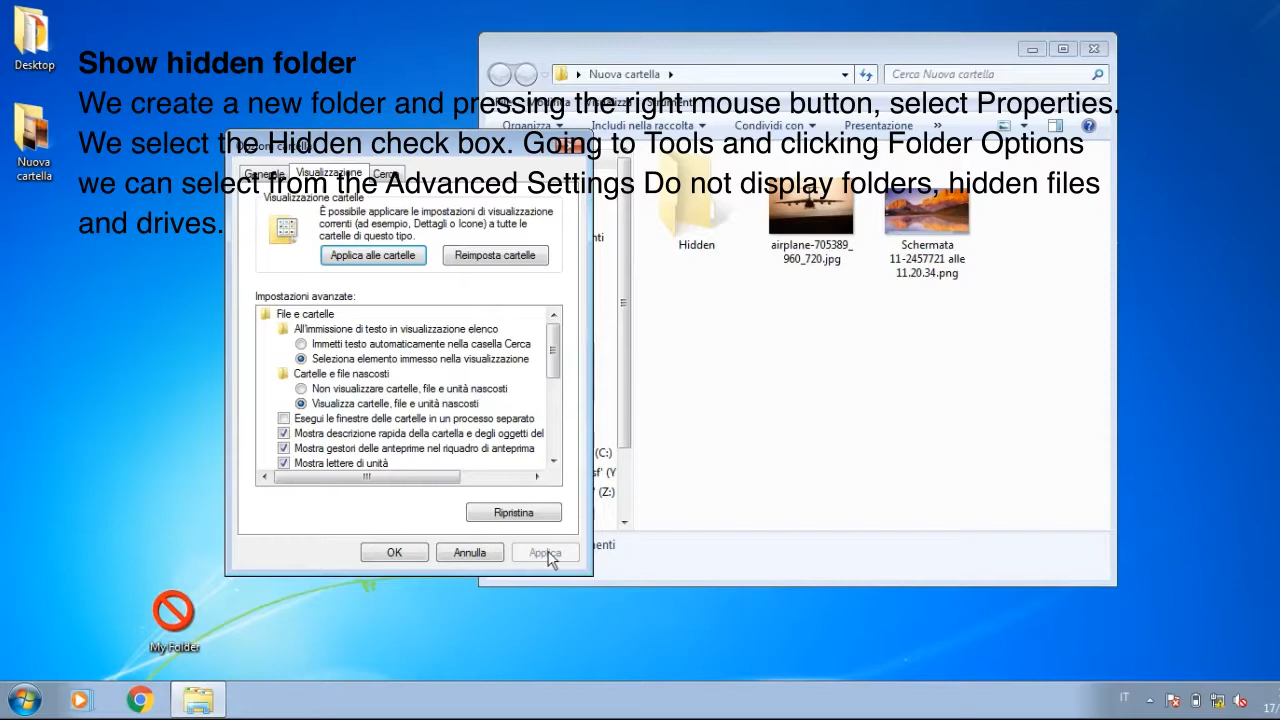 Desktop
Nuova
cartella
Show hidden folder
We create a new folder and pressing the right mouse button, select Properties.
We select the Hidden check box. Going to Tools and clicking Folder Options
we can select from the Advanced Settings Do not display folders, hidden files
and drives.
Nuova cartella
Cerca Nuova cartella
Organizza
Includi nella raccolta
Condividi con
Presentazione
»
Hidden
airplane-705389_
960_720.jpg
Schermata
11-2457721 alle
11.20.34.png
Generale
Visualizzazione
Cerca
Visualizzazione cartelle
È possibile applicare le impostazioni di visualizzazione
correnti (ad esempio, Dettagli o Icone) a tutte le
cartelle di questo tipo.
Applica alle cartelle
Reimposta cartelle
Impostazioni avanzate:
File e cartelle
All'immissione di testo in visualizzazione elenco
Immetti testo automaticamente nella casella Cerca
Seleziona elemento immesso nella visualizzazione
Cartelle e file nascosti
Non visualizzare cartelle, file e unità nascosti
Visualizza cartelle, file e unità nascosti
Esegui le finestre delle cartelle in un processo separato
Mostra descrizione rapida della cartella e degli oggetti del
Mostra gestori delle anteprime nel riquadro di anteprima
Mostra lettere di unità
Ripristina
OK
Annulla
Applica
(C:)
sf' (Y
' (Z:)
enti
My Folder
IT
17/